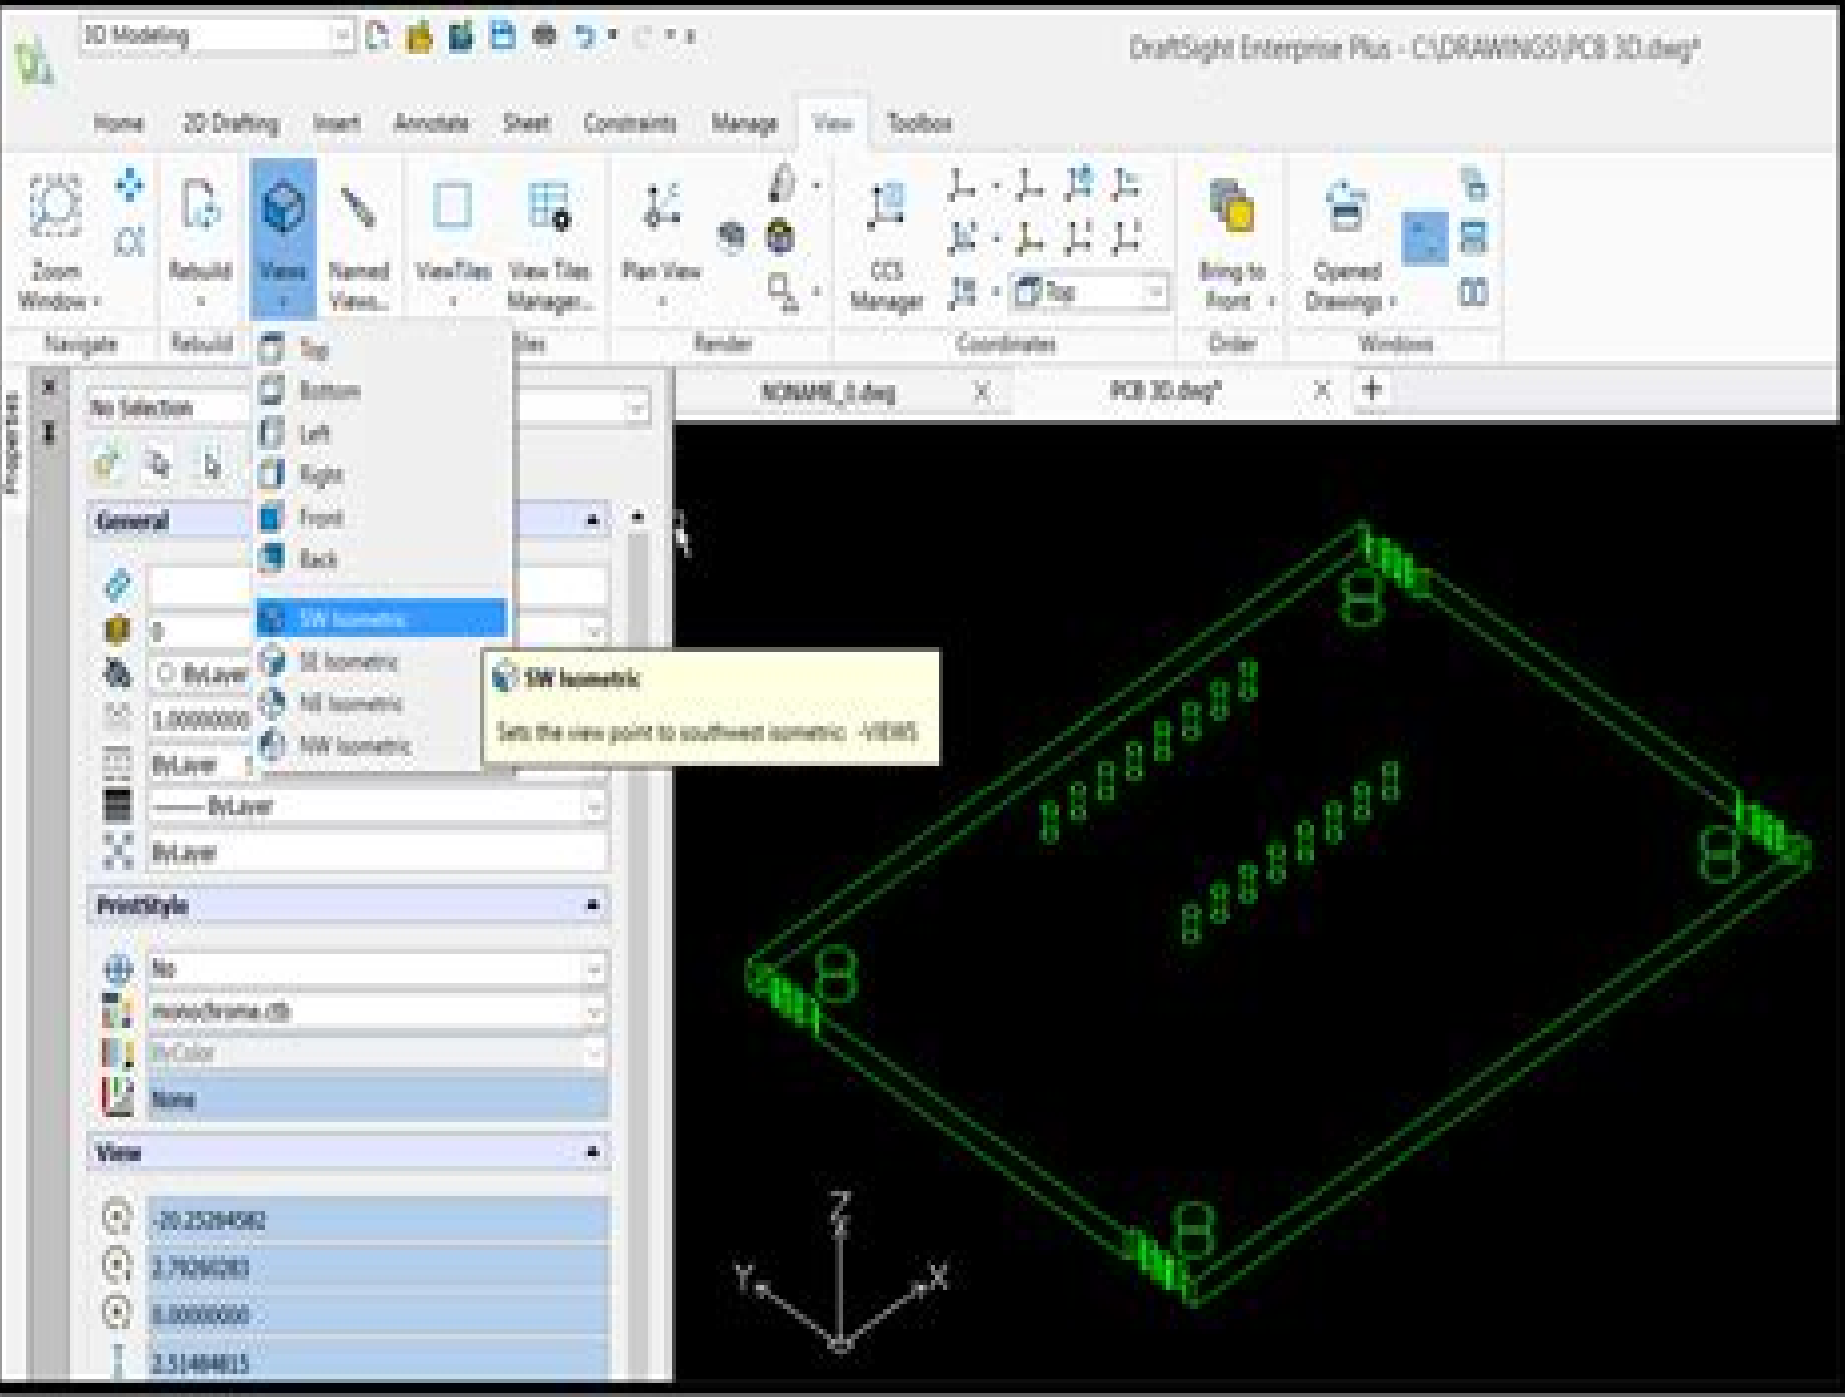 3D Modeling
DraftSight Enterprise Plus - C:\DRAWINGS\PCB 3D.dwg*
Home 2D Drafting Insert Annotate Sheet Constraints Manage View Toolbox
Zoom Window Rebuild Views Named Views... ViewTiles View Tiles Manager... Plan View CCS Manager Top Bring to Front Opened Drawings
Navigate Rebuild Tiles Render Coordinates Order Windows
NONAME_0.dwg PCB 3D.dwg*
Properties
No Selection
Top
Bottom
Left
Right
Front
Back
SW Isometric
SE Isometric
NE Isometric
NW Isometric
SW Isometric
Sets the view point to southwest isometric. -VIEWS
General
0
ByLayer
1.00000000
ByLayer
ByLayer
ByLayer
PrintStyle
No
monochrome.ctb
ByColor
None
View
-20.25264582
0.00000000
2.51484815
Z
Y X